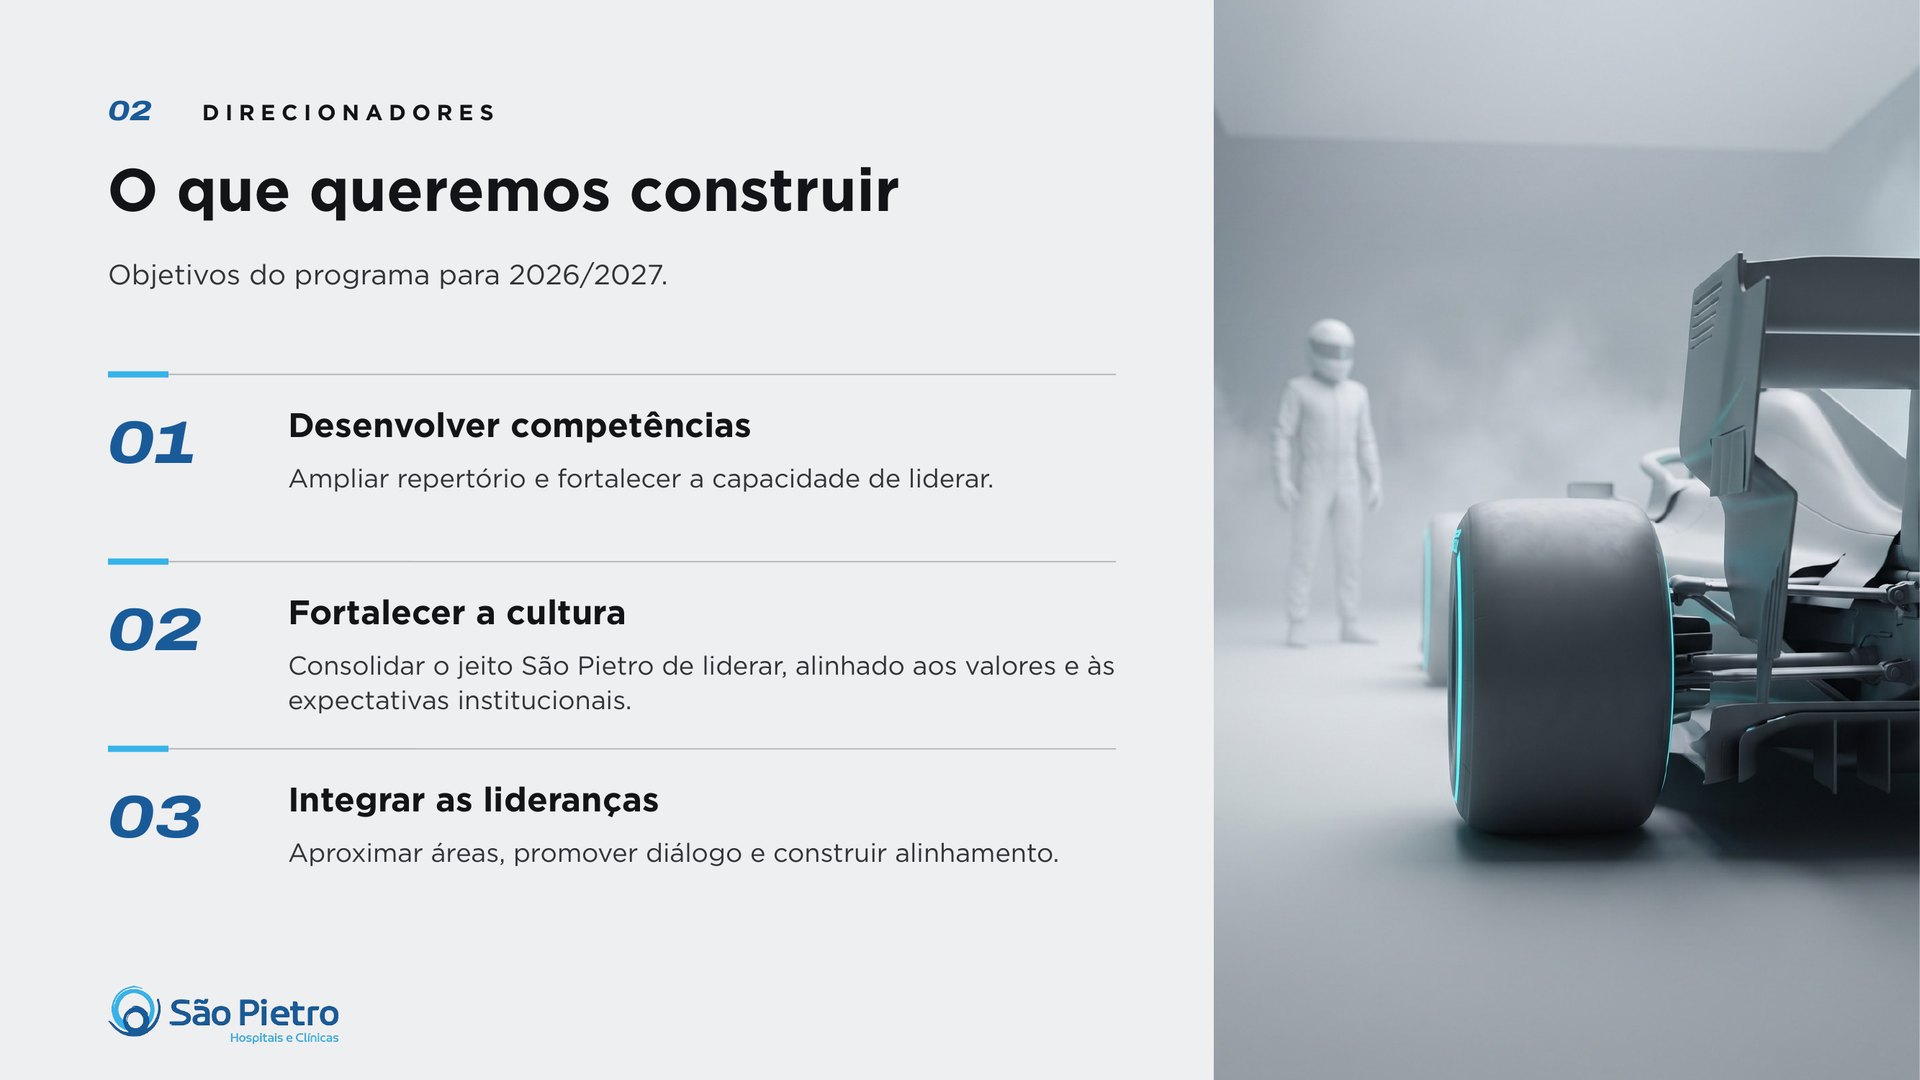 02 DIRECIONADORES
O que queremos construir
Objetivos do programa para 2026/2027.
01
Desenvolver competências
Ampliar repertório e fortalecer a capacidade de liderar.
02
Fortalecer a cultura
Consolidar o jeito São Pietro de liderar, alinhado aos valores e às
expectativas institucionais.
03
Integrar as lideranças
Aproximar áreas, promover diálogo e construir alinhamento.
São Pietro
Hospitais e Clínicas